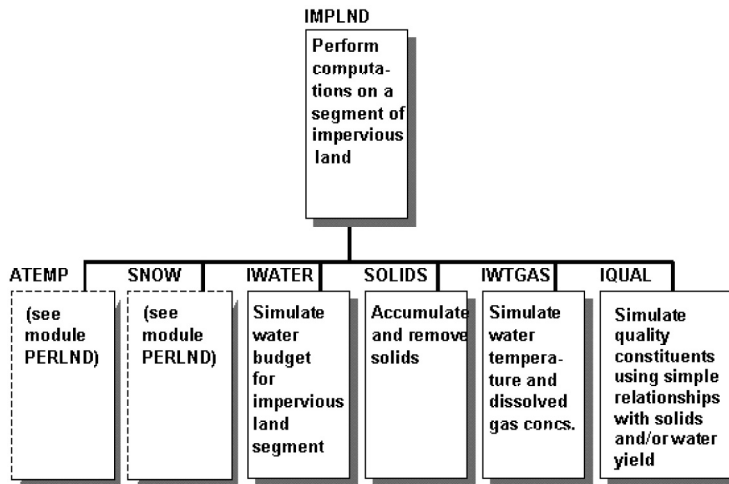 IMPLND
Perform
computa-
tions on a
segment of
impervious
land
ATEMP
(see
module
PERLND)
SNOW
(see
module
PERLND)
IWATER
Simulate
water
budget
for
impervious
land
segment
SOLIDS
Accumulate
and remove
solids
IWTGAS
Simulate
water
tempera-
ture and
dissolved
gas concs.
IQUAL
Simulate
quality
constituents
using simple
relationships
with solids
and/or water
yield